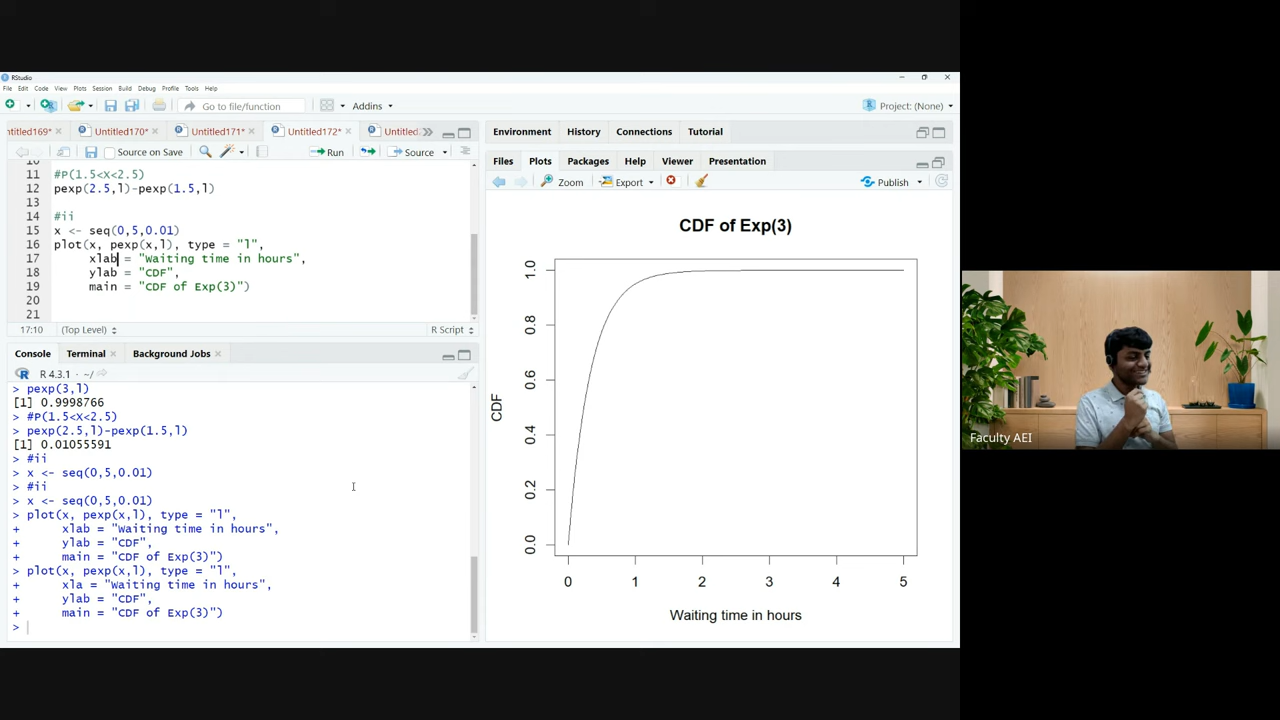 RStudio
File Edit Code View Plots Session Build Debug Profile Tools Help
Go to file/function Addins Project: (None)
ntitled169* Untitled170* Untitled171* Untitled172* Untitled
Source on Save Run Source
10
11 #P(1.5<X<2.5)
12 pexp(2.5,l)-pexp(1.5,l)
13
14 #ii
15 x <- seq(0,5,0.01)
16 plot(x, pexp(x,l), type = "l",
17 xlab = "Waiting time in hours",
18 ylab = "CDF",
19 main = "CDF of Exp(3)")
20
21
17:10 (Top Level) R Script
Console Terminal Background Jobs
R 4.3.1 · ~/
> pexp(3,l)
[1] 0.9998766
> #P(1.5<X<2.5)
> pexp(2.5,l)-pexp(1.5,l)
[1] 0.01055591
> #ii
> x <- seq(0,5,0.01)
> #ii
> x <- seq(0,5,0.01)
> plot(x, pexp(x,l), type = "l",
+ xlab = "Waiting time in hours",
+ ylab = "CDF",
+ main = "CDF of Exp(3)")
> plot(x, pexp(x,l), type = "l",
+ xla = "Waiting time in hours",
+ ylab = "CDF",
+ main = "CDF of Exp(3)")
>
Environment History Connections Tutorial
Files Plots Packages Help Viewer Presentation
Zoom Export Publish
CDF of Exp(3)
CDF
1.0
0.8
0.6
0.4
0.2
0.0
0 1 2 3 4 5
Waiting time in hours
Faculty AEI